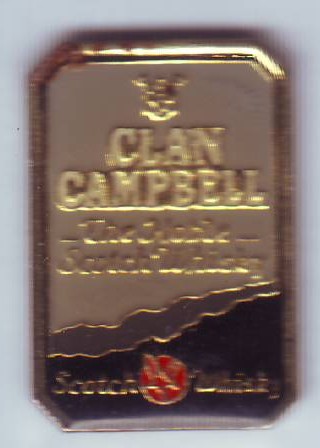 CLAN
CAMPBELL
The Noble
Scotch Whisky
Scotch Whisky